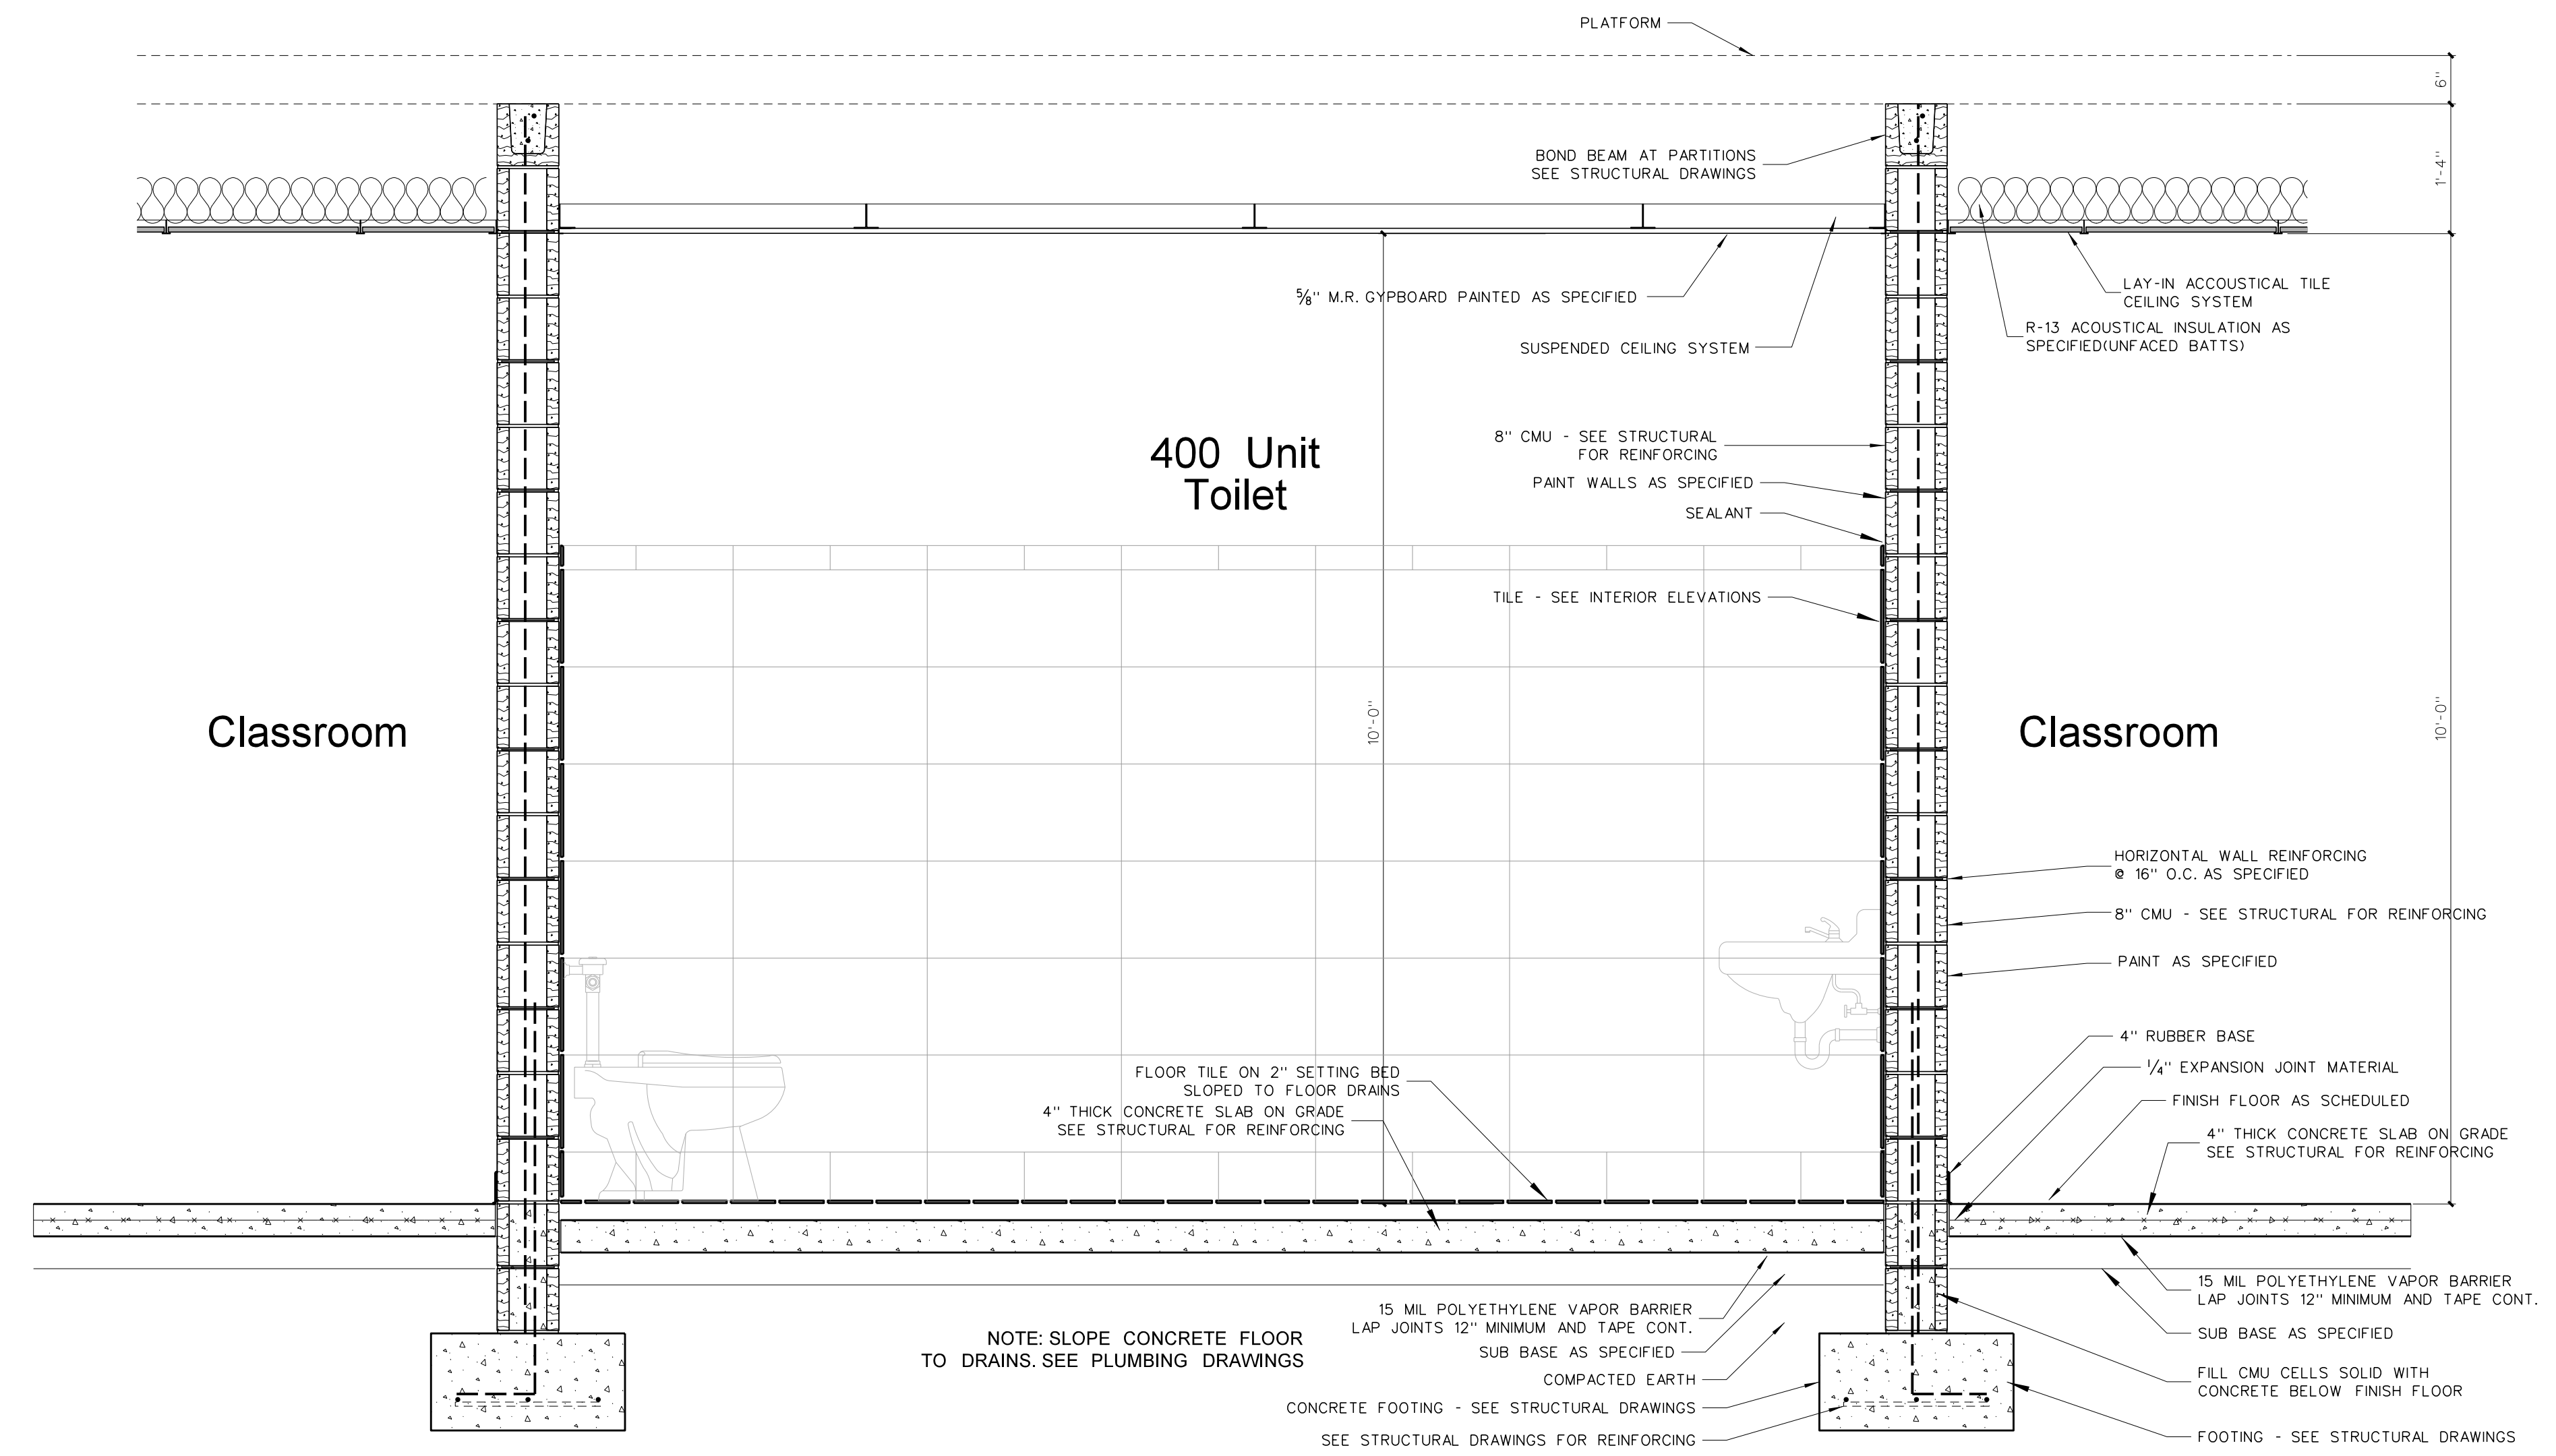 PLATFORM
6"
BOND BEAM AT PARTITIONS
SEE STRUCTURAL DRAWINGS
1'-4"
⅝" M.R. GYPBOARD PAINTED AS SPECIFIED
SUSPENDED CEILING SYSTEM
LAY-IN ACCOUSTICAL TILE
CEILING SYSTEM
R-13 ACOUSTICAL INSULATION AS
SPECIFIED(UNFACED BATTS)
400 Unit
Toilet
8" CMU - SEE STRUCTURAL
FOR REINFORCING
PAINT WALLS AS SPECIFIED
SEALANT
TILE - SEE INTERIOR ELEVATIONS
Classroom
10'-0"
Classroom
10'-0"
HORIZONTAL WALL REINFORCING
@ 16" O.C. AS SPECIFIED
8" CMU - SEE STRUCTURAL FOR REINFORCING
PAINT AS SPECIFIED
4" RUBBER BASE
¼" EXPANSION JOINT MATERIAL
FINISH FLOOR AS SCHEDULED
4" THICK CONCRETE SLAB ON GRADE
SEE STRUCTURAL FOR REINFORCING
FLOOR TILE ON 2" SETTING BED
SLOPED TO FLOOR DRAINS
4" THICK CONCRETE SLAB ON GRADE
SEE STRUCTURAL FOR REINFORCING
15 MIL POLYETHYLENE VAPOR BARRIER
LAP JOINTS 12" MINIMUM AND TAPE CONT.
SUB BASE AS SPECIFIED
FILL CMU CELLS SOLID WITH
CONCRETE BELOW FINISH FLOOR
FOOTING - SEE STRUCTURAL DRAWINGS
NOTE: SLOPE CONCRETE FLOOR
TO DRAINS. SEE PLUMBING DRAWINGS
15 MIL POLYETHYLENE VAPOR BARRIER
LAP JOINTS 12" MINIMUM AND TAPE CONT.
SUB BASE AS SPECIFIED
COMPACTED EARTH
CONCRETE FOOTING - SEE STRUCTURAL DRAWINGS
SEE STRUCTURAL DRAWINGS FOR REINFORCING